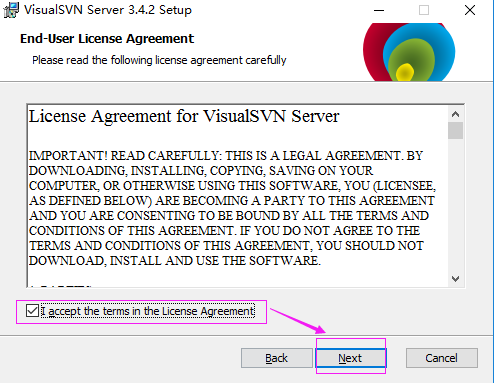 VisualSVN Server 3.4.2 Setup
End-User License Agreement
Please read the following license agreement carefully
License Agreement for VisualSVN Server
IMPORTANT! READ CAREFULLY: THIS IS A LEGAL AGREEMENT. BY
DOWNLOADING, INSTALLING, COPYING, SAVING ON YOUR
COMPUTER, OR OTHERWISE USING THIS SOFTWARE, YOU (LICENSEE,
AS DEFINED BELOW) ARE BECOMING A PARTY TO THIS AGREEMENT
AND YOU ARE CONSENTING TO BE BOUND BY ALL THE TERMS AND
CONDITIONS OF THIS AGREEMENT. IF YOU DO NOT AGREE TO THE
TERMS AND CONDITIONS OF THIS AGREEMENT, YOU SHOULD NOT
DOWNLOAD, INSTALL AND USE THE SOFTWARE.
I accept the terms in the License Agreement
Back Next Cancel